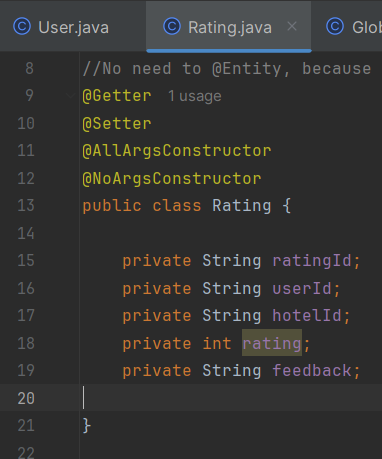 User.java Rating.java Glob
8 //No need to @Entity, because
9 @Getter 1 usage
10 @Setter
11 @AllArgsConstructor
12 @NoArgsConstructor
13 public class Rating {
14
15 private String ratingId;
16 private String userId;
17 private String hotelId;
18 private int rating;
19 private String feedback;
20
21 }
22